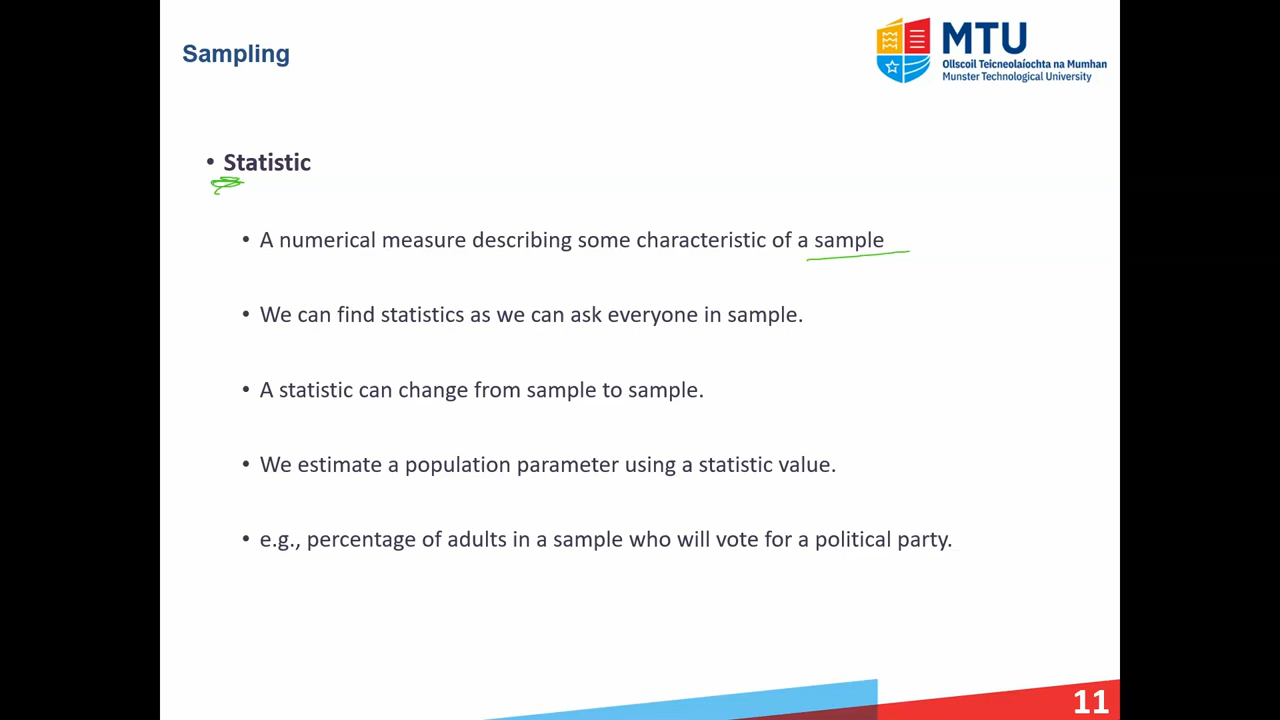 Sampling
MTU
Ollscoil Teicneolaíochta na Mumhan
Munster Technological University
• Statistic
• A numerical measure describing some characteristic of a sample
• We can find statistics as we can ask everyone in sample.
• A statistic can change from sample to sample.
• We estimate a population parameter using a statistic value.
• e.g., percentage of adults in a sample who will vote for a political party.
11